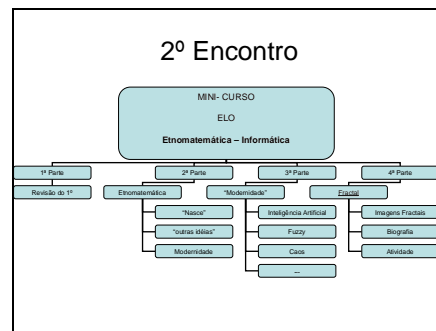 2º Encontro
MINI- CURSO
ELO
Etnomatemática – Informática
1ª Parte
2ª Parte
3ª Parte
4ª Parte
Revisão do 1º
Etnomatemática
“Modernidade”
Fractal
“Nasce”
Inteligência Artificial
Imagens Fractais
“outras idéias”
Fuzzy
Biografia
Modernidade
Caos
Atividade
...